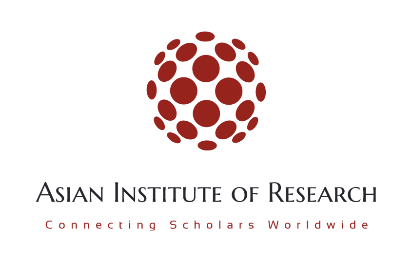 Asian Institute of Research
Connecting Scholars Worldwide